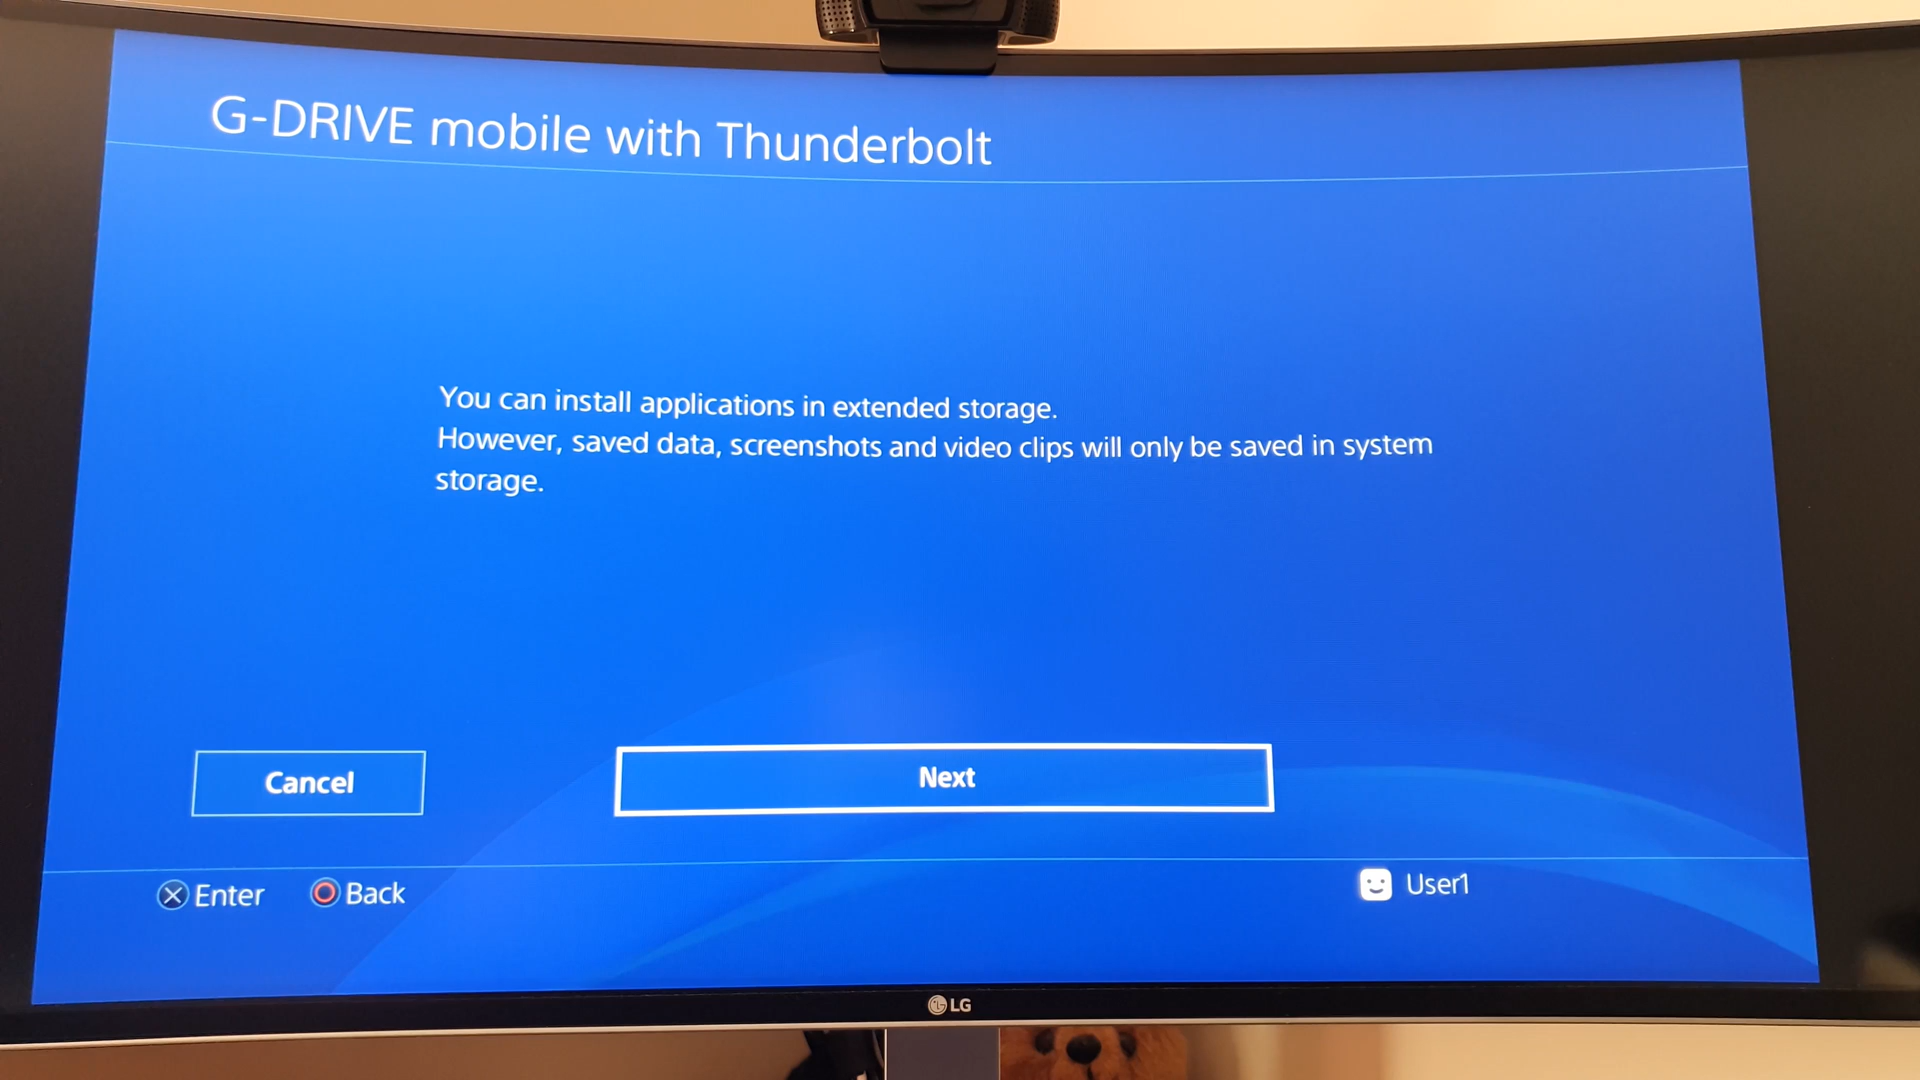 G-DRIVE mobile with Thunderbolt
You can install applications in extended storage.
However, saved data, screenshots and video clips will only be saved in system
storage.
Cancel
Next
Enter
Back
User1
LG